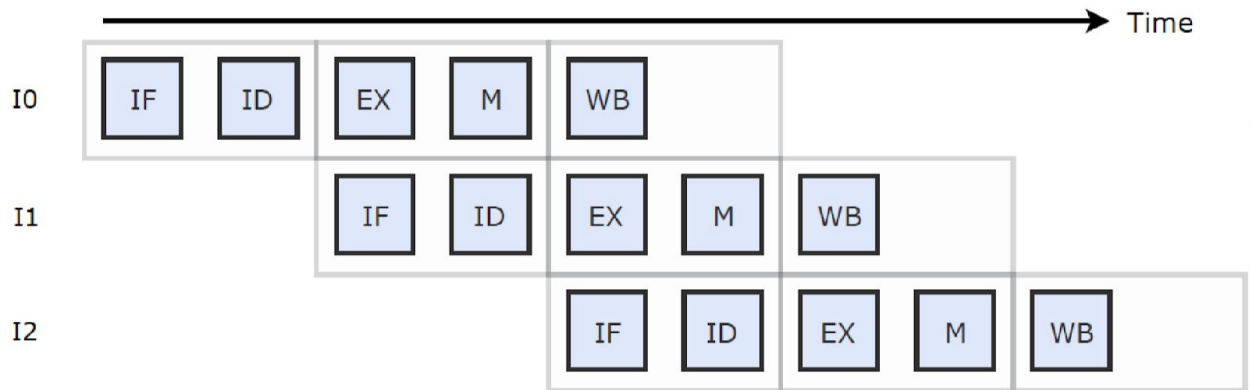 Time
I0 IF ID EX M WB
I1 IF ID EX M WB
I2 IF ID EX M WB